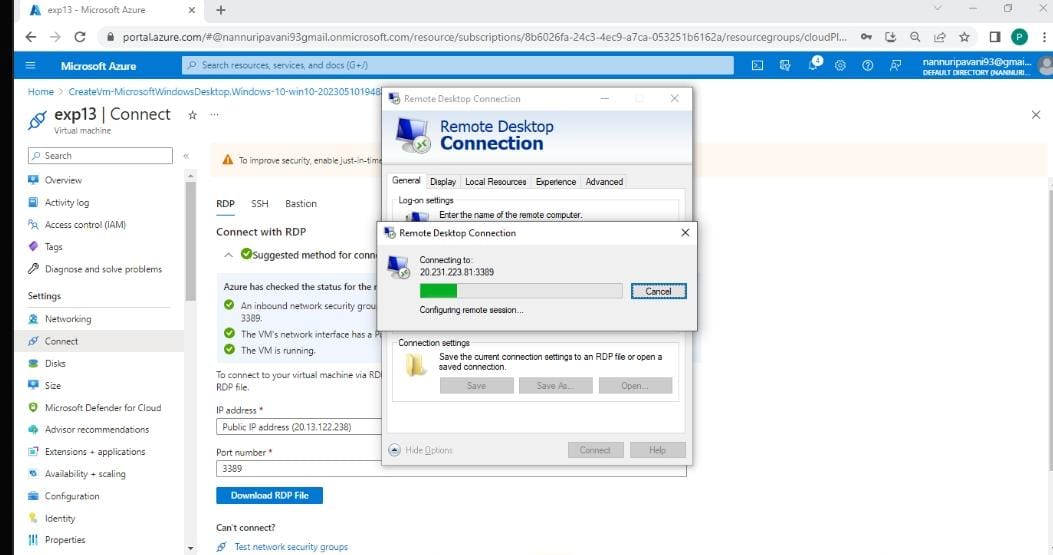 exp13 - Microsoft Azure
portal.azure.com/#@nannuripavani93gmail.onmicrosoft.com/resource/subscriptions/8b6026fa-24c3-4ec9-a7ca-053251b6162a/resourcegroups/cloudPl...
P
Microsoft Azure
Search resources, services, and docs (G+/)
4
nannuripavani93@gmai...
DEFAULT DIRECTORY (NANNURI...
Home > CreateVm-MicrosoftWindowsDesktop.Windows-10-win10-20230510194
exp13 | Connect
Virtual machine
Search
Overview
Activity log
Access control (IAM)
Tags
Diagnose and solve problems
Settings
Networking
Connect
Disks
Size
Microsoft Defender for Cloud
Advisor recommendations
Extensions + applications
Availability + scaling
Configuration
Identity
Properties
To improve security, enable just-in-time
RDP SSH Bastion
Connect with RDP
Suggested method for conn
Azure has checked the status for the
An inbound network security grou
3389.
The VM's network interface has a
The VM is running.
To connect to your virtual machine via RD
RDP file.
IP address *
Public IP address (20.13.122.238)
Port number *
3389
Download RDP File
Can't connect?
Test network security groups
Remote Desktop Connection
Remote Desktop
Connection
General Display Local Resources Experience Advanced
Log-on settings
Enter the name of the remote computer.
Remote Desktop Connection
Connecting to:
20.231.223.81:3389
Cancel
Configuring remote session...
Connection settings
Save the current connection settings to an RDP file or open a
saved connection.
Save Save As... Open...
Hide Options Connect Help